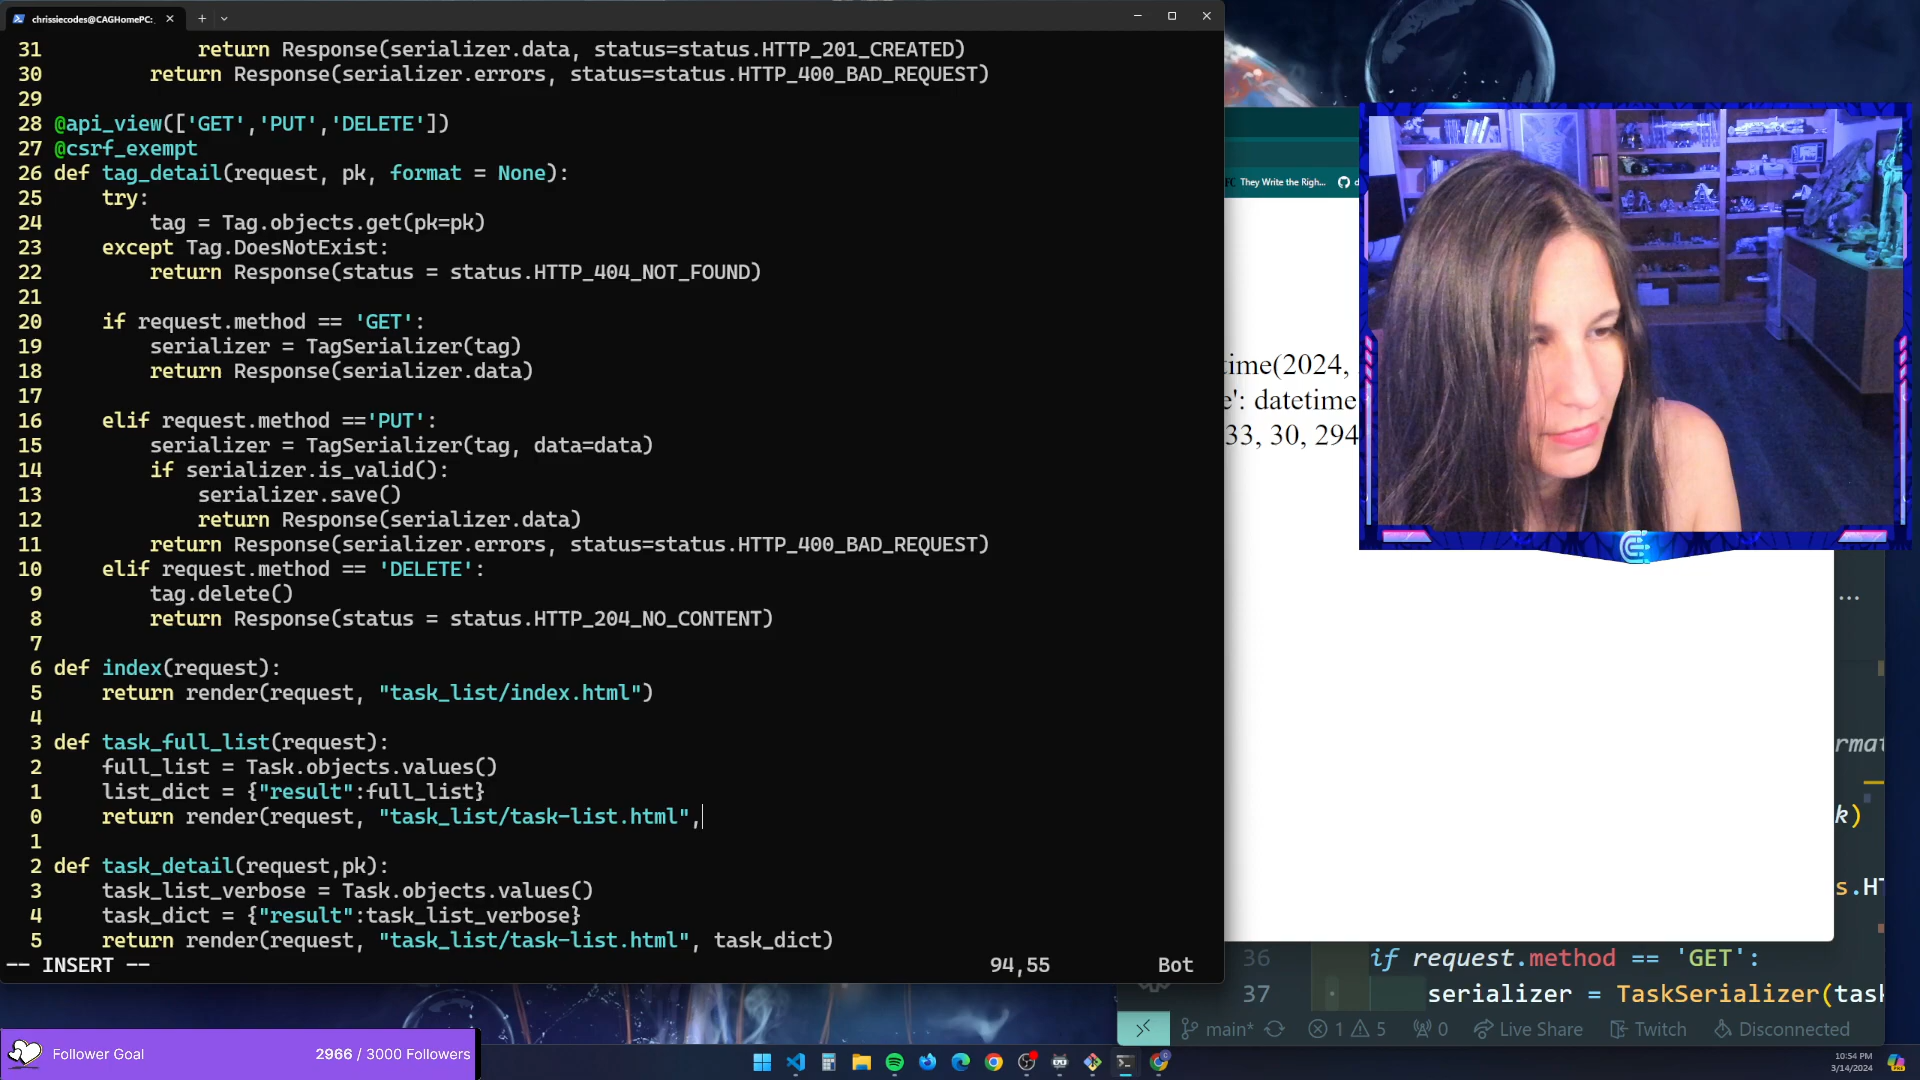 chrissiecodes@CAGHomePC:
31 return Response(serializer.data, status=status.HTTP_201_CREATED)
30 return Response(serializer.errors, status=status.HTTP_400_BAD_REQUEST)
29
28 @api_view(['GET','PUT','DELETE'])
27 @csrf_exempt
26 def tag_detail(request, pk, format = None):
25 try:
24 tag = Tag.objects.get(pk=pk)
23 except Tag.DoesNotExist:
22 return Response(status = status.HTTP_404_NOT_FOUND)
21
20 if request.method == 'GET':
19 serializer = TagSerializer(tag)
18 return Response(serializer.data)
17
16 elif request.method =='PUT':
15 serializer = TagSerializer(tag, data=data)
14 if serializer.is_valid():
13 serializer.save()
12 return Response(serializer.data)
11 return Response(serializer.errors, status=status.HTTP_400_BAD_REQUEST)
10 elif request.method == 'DELETE':
9 tag.delete()
8 return Response(status = status.HTTP_204_NO_CONTENT)
7
6 def index(request):
5 return render(request, "task_list/index.html")
4
3 def task_full_list(request):
2 full_list = Task.objects.values()
1 list_dict = {"result":full_list}
0 return render(request, "task_list/task-list.html",
1
2 def task_detail(request,pk):
3 task_list_verbose = Task.objects.values()
4 task_dict = {"result":task_list_verbose}
5 return render(request, "task_list/task-list.html", task_dict)
-- INSERT -- 94,55 Bot
They Write the Righ...
time(2024,
e': datetime
33, 30, 294
rmat
k)
s.HT
36 if request.method == 'GET':
37 serializer = TaskSerializer(task
main* 1 5 0 Live Share Twitch Disconnected
Follower Goal 2966 / 3000 Followers
10:54 PM
3/14/2024